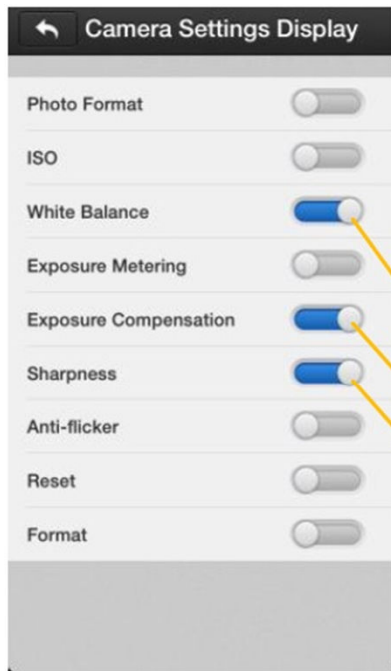 Camera Settings Display
Photo Format
ISO
White Balance
Exposure Metering
Exposure Compensation
Sharpness
Anti-flicker
Reset
Format